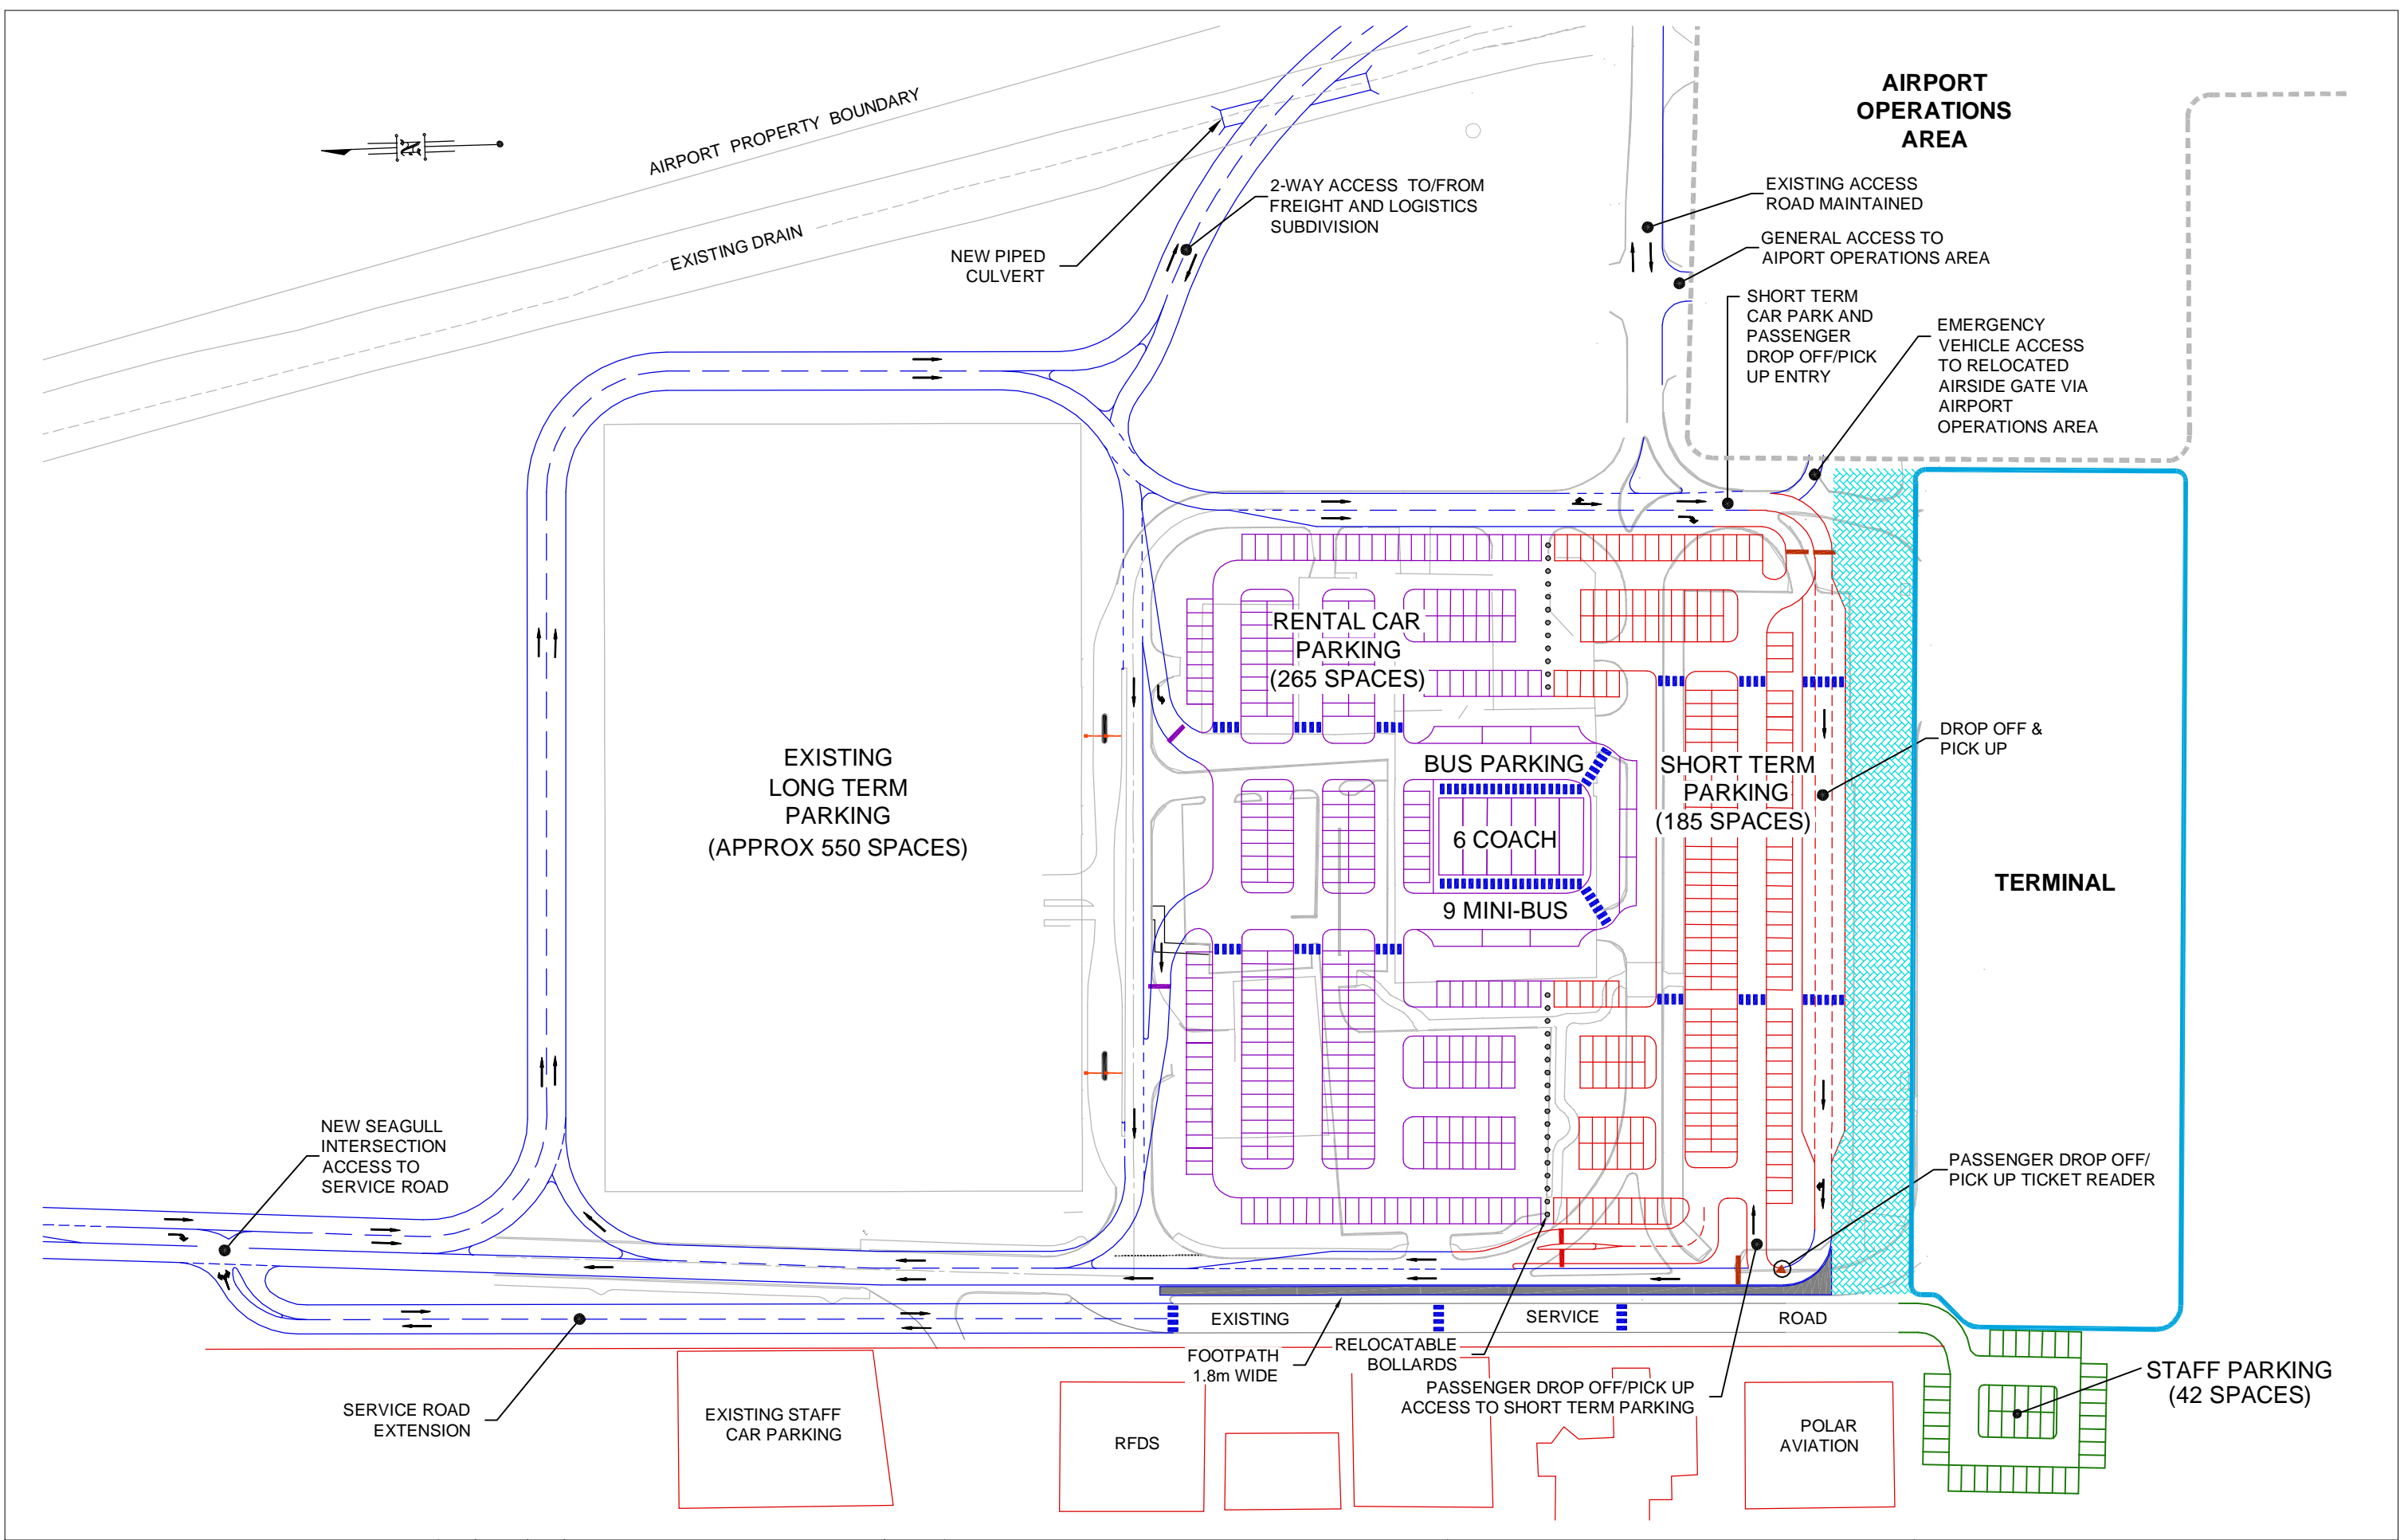 AIRPORT
OPERATIONS
AREA
AIRPORT PROPERTY BOUNDARY
N
EXISTING DRAIN
NEW PIPED
CULVERT
2-WAY ACCESS TO/FROM
FREIGHT AND LOGISTICS
SUBDIVISION
EXISTING ACCESS
ROAD MAINTAINED
GENERAL ACCESS TO
AIPORT OPERATIONS AREA
SHORT TERM
CAR PARK AND
PASSENGER
DROP OFF/PICK
UP ENTRY
EMERGENCY
VEHICLE ACCESS
TO RELOCATED
AIRSIDE GATE VIA
AIRPORT
OPERATIONS AREA
RENTAL CAR
PARKING
(265 SPACES)
EXISTING
LONG TERM
PARKING
(APPROX 550 SPACES)
BUS PARKING
6 COACH
9 MINI-BUS
SHORT TERM
PARKING
(185 SPACES)
DROP OFF &
PICK UP
TERMINAL
NEW SEAGULL
INTERSECTION
ACCESS TO
SERVICE ROAD
PASSENGER DROP OFF/
PICK UP TICKET READER
EXISTING SERVICE ROAD
FOOTPATH
1.8m WIDE
RELOCATABLE
BOLLARDS
PASSENGER DROP OFF/PICK UP
ACCESS TO SHORT TERM PARKING
STAFF PARKING
(42 SPACES)
SERVICE ROAD
EXTENSION
EXISTING STAFF
CAR PARKING
RFDS
POLAR
AVIATION